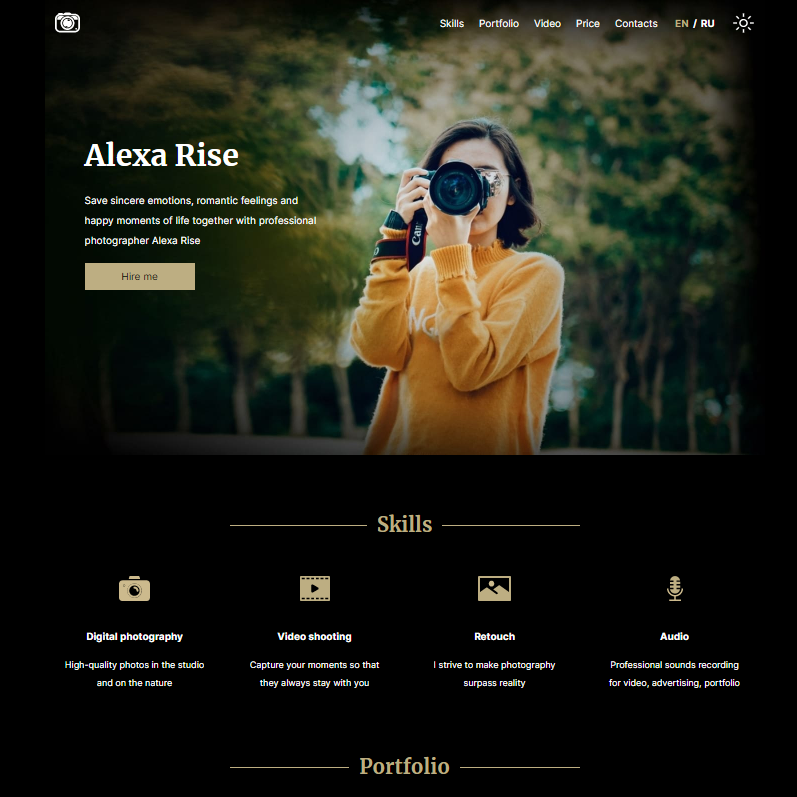 Skills Portfolio Video Price Contacts EN / RU
Alexa Rise
Save sincere emotions, romantic feelings and
happy moments of life together with professional
photographer Alexa Rise
Hire me
Skills
Digital photography
High-quality photos in the studio
and on the nature
Video shooting
Capture your moments so that
they always stay with you
Retouch
I strive to make photography
surpass reality
Audio
Professional sounds recording
for video, advertising, portfolio
Portfolio